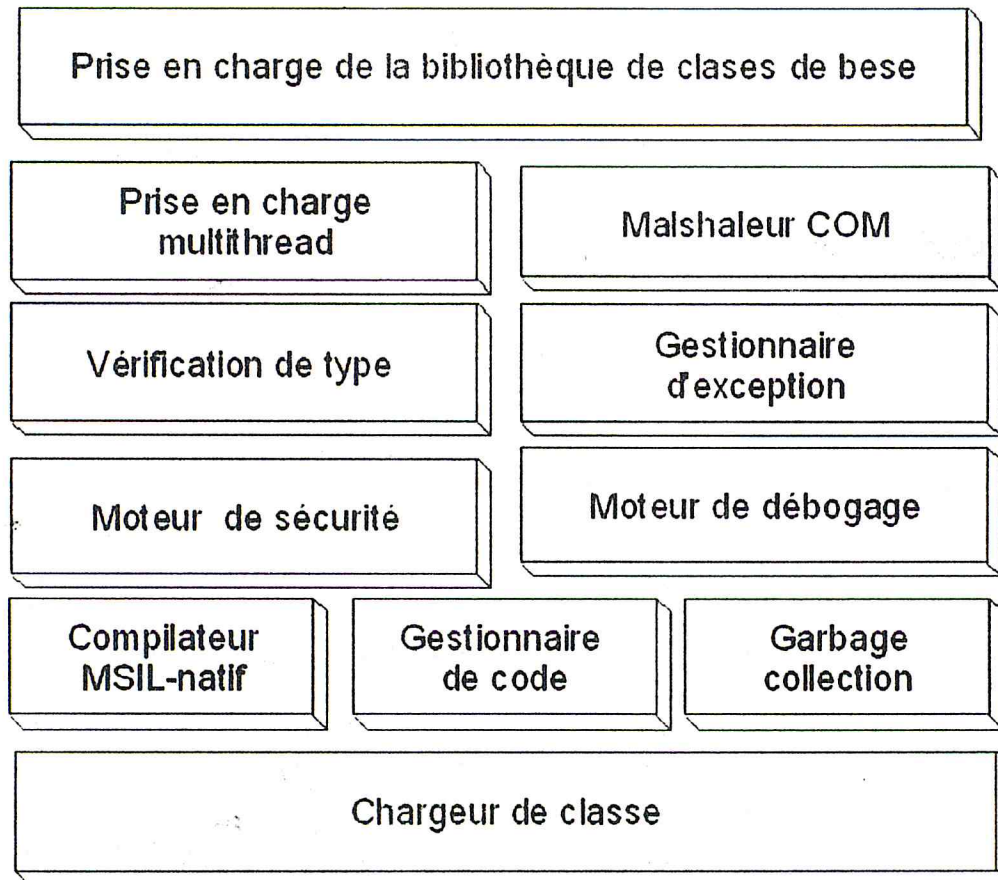 Prise en charge de la bibliothèque de clases de bese
Prise en charge
multithread
Malshaleur COM
Vérification de type
Gestionnaire
d'exception
Moteur de sécurité
Moteur de débogage
Compilateur
MSIL-natif
Gestionnaire
de code
Garbage
collection
Chargeur de classe